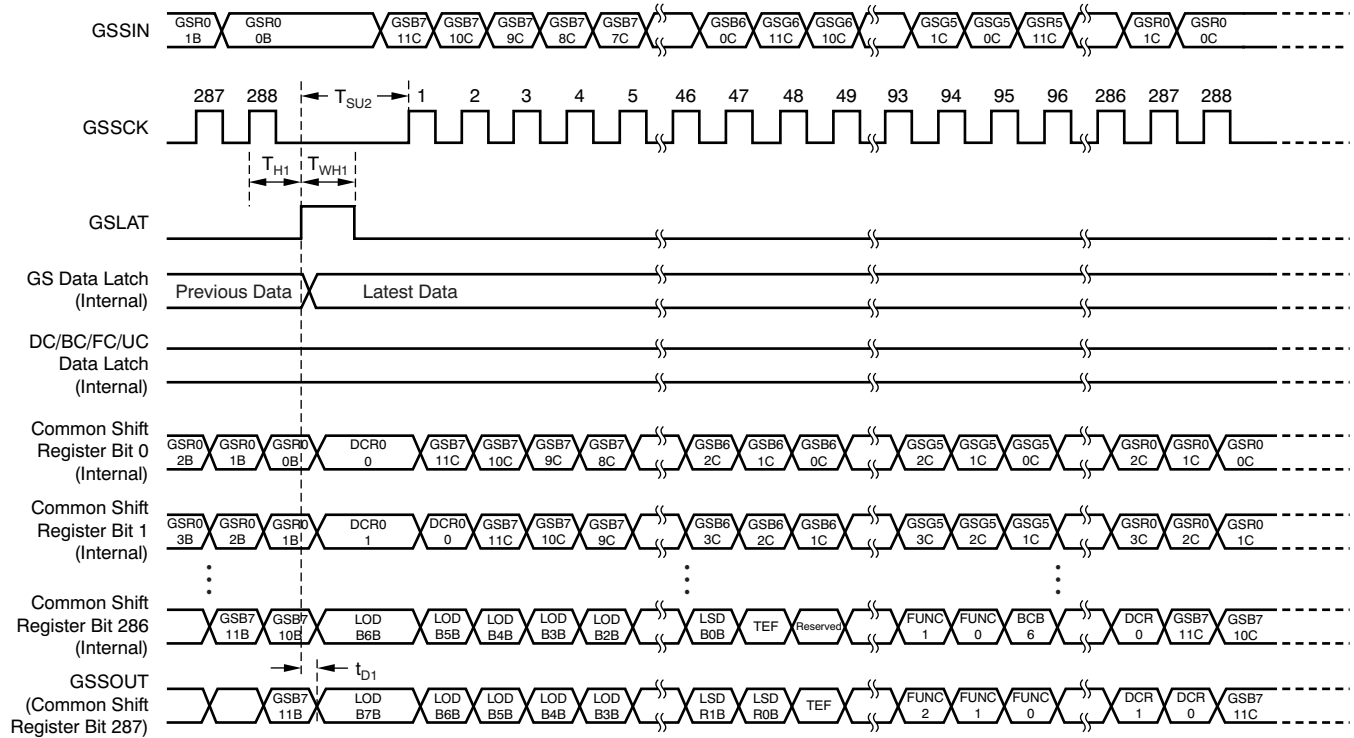 GSSIN
GSR0 GSR0 GSB7 GSB7 GSB7 GSB7 GSB7 GSB6 GSG6 GSG6 GSG5 GSG5 GSR5 GSR0 GSR0
1B 0B 11C 10C 9C 8C 7C 0C 11C 10C 1C 0C 11C 1C 0C
287 288 TSU2 1 2 3 4 5 46 47 48 49 93 94 95 96 286 287 288
GSSCK
TH1 TWH1
GSLAT
GS Data Latch
(Internal)
Previous Data Latest Data
DC/BC/FC/UC
Data Latch
(Internal)
Common Shift
Register Bit 0
(Internal)
GSR0 GSR0 GSR0 DCR0 GSB7 GSB7 GSB7 GSB7 GSB6 GSB6 GSB6 GSG5 GSG5 GSG5 GSR0 GSR0 GSR0
2B 1B 0B 0 11C 10C 9C 8C 2C 1C 0C 2C 1C 0C 2C 1C 0C
Common Shift
Register Bit 1
(Internal)
GSR0 GSR0 GSR0 DCR0 DCR0 GSB7 GSB7 GSB7 GSB6 GSB6 GSB6 GSG5 GSG5 GSG5 GSR0 GSR0 GSR0
3B 2B 1B 1 0 11C 10C 9C 3C 2C 1C 3C 2C 1C 3C 2C 1C
Common Shift
Register Bit 286
(Internal)
GSB7 GSB7 LOD LOD LOD LOD LOD LSD TEF Reserved FUNC FUNC BCB DCR GSB7 GSB7
11B 10B B6B B5B B4B B3B B2B B0B 1 0 6 0 11C 10C
tD1
GSSOUT
(Common Shift
Register Bit 287)
GSB7 LOD LOD LOD LOD LOD LSD LSD TEF FUNC FUNC FUNC DCR DCR GSB7
11B B7B B6B B5B B4B B3B R1B R0B 2 1 0 1 0 11C